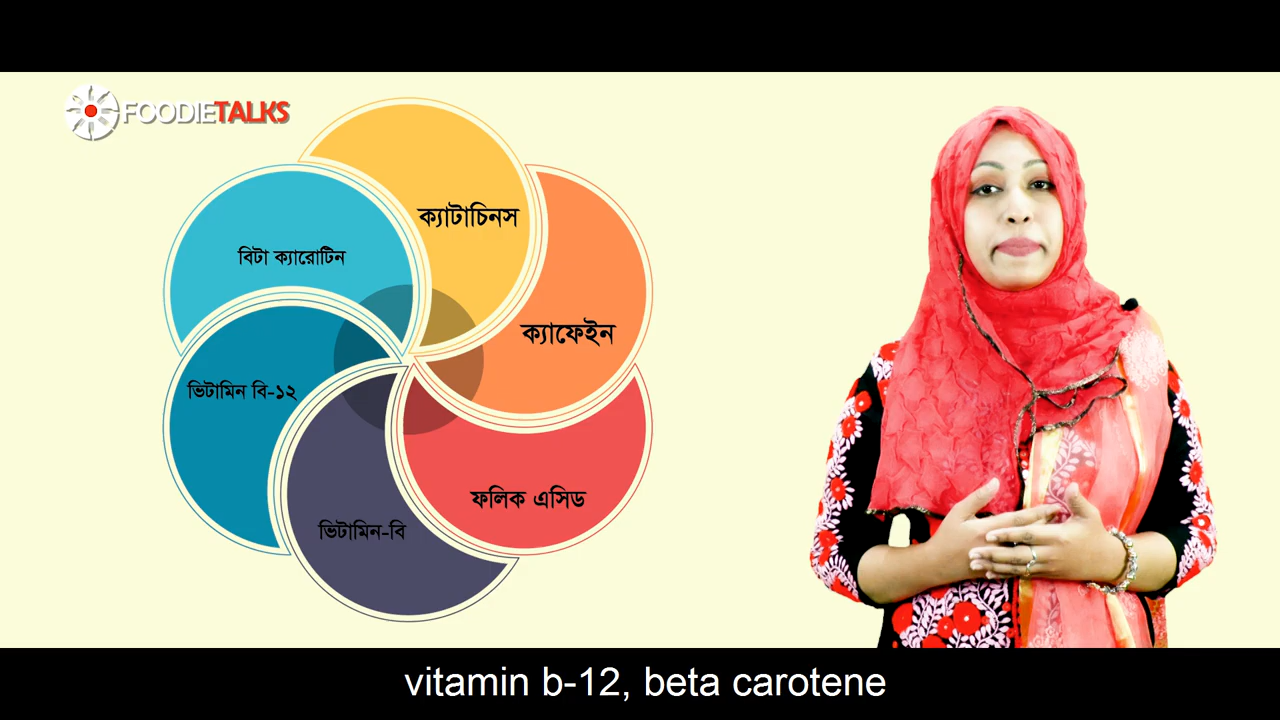 FOODIETALKS
ক্যাটাচিনস
বিটা ক্যারোটিন
ক্যাফেইন
ভিটামিন বি-১২
ফলিক এসিড
ভিটামিন-বি
vitamin b-12, beta carotene